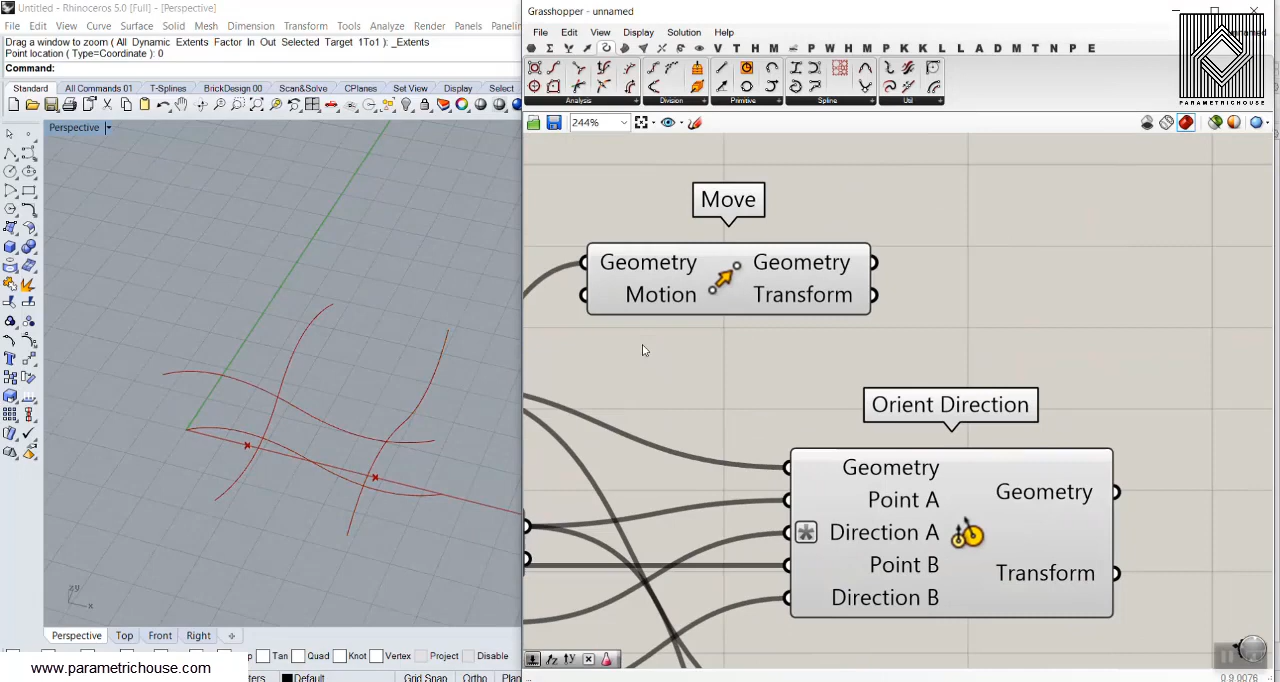 Untitled - Rhinoceros 5.0 [Full] - [Perspective]
File Edit View Curve Surface Solid Mesh Dimension Transform Tools Analyze Render Panels
Drag a window to zoom ( All Dynamic Extents Factor In Out Selected Target 1To1 ): _Extents
Point location ( Type=Coordinate ): 0
Command:
Standard All Commands 01 T-Splines BrickDesign 00 Scan&Solve CPlanes Set View Display Select
Perspective
zy
x
Perspective Top Front Right
Quad Knot Vertex Project Disable
www.parametrichouse.com
Default Grid Snap Ortho
Grasshopper - unnamed
File Edit View Display Solution Help
V T H M P W H M P K K L L A D M T N P E
Analysis Division Primitive Spline Util
PARAMETRICHOUSE
244%
Move
Geometry Geometry
Motion Transform
Orient Direction
Geometry
Point A
Direction A
Point B
Direction B
Geometry
Transform
0.9.0076